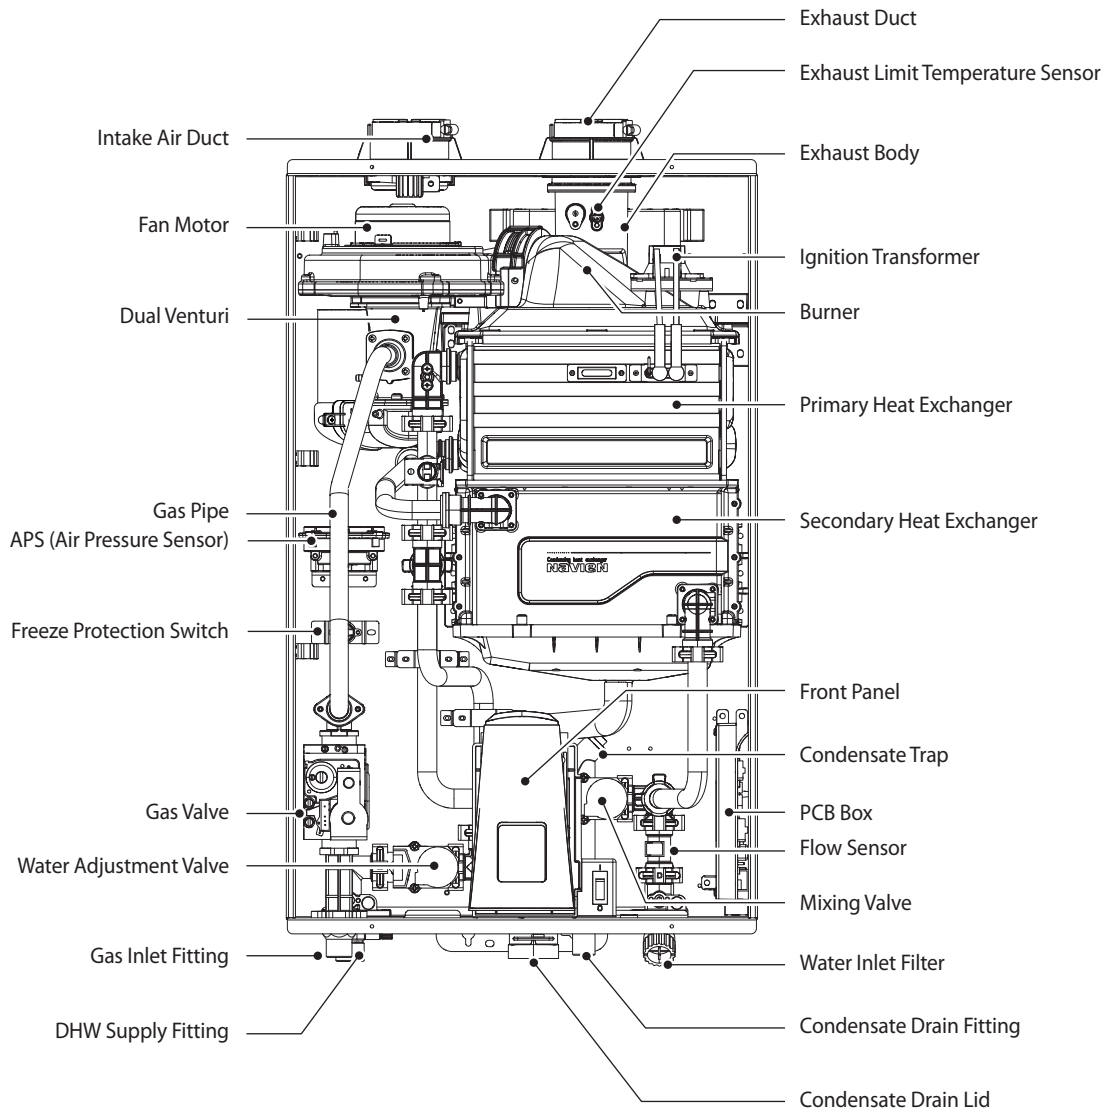 Exhaust Duct
Exhaust Limit Temperature Sensor
Intake Air Duct
Exhaust Body
Fan Motor
Ignition Transformer
Dual Venturi
Burner
Primary Heat Exchanger
Gas Pipe
Secondary Heat Exchanger
APS (Air Pressure Sensor)
Condensing heat exchanger
NAVIEN
Freeze Protection Switch
Front Panel
Condensate Trap
Gas Valve
PCB Box
Flow Sensor
Water Adjustment Valve
Mixing Valve
Gas Inlet Fitting
Water Inlet Filter
DHW Supply Fitting
Condensate Drain Fitting
Condensate Drain Lid